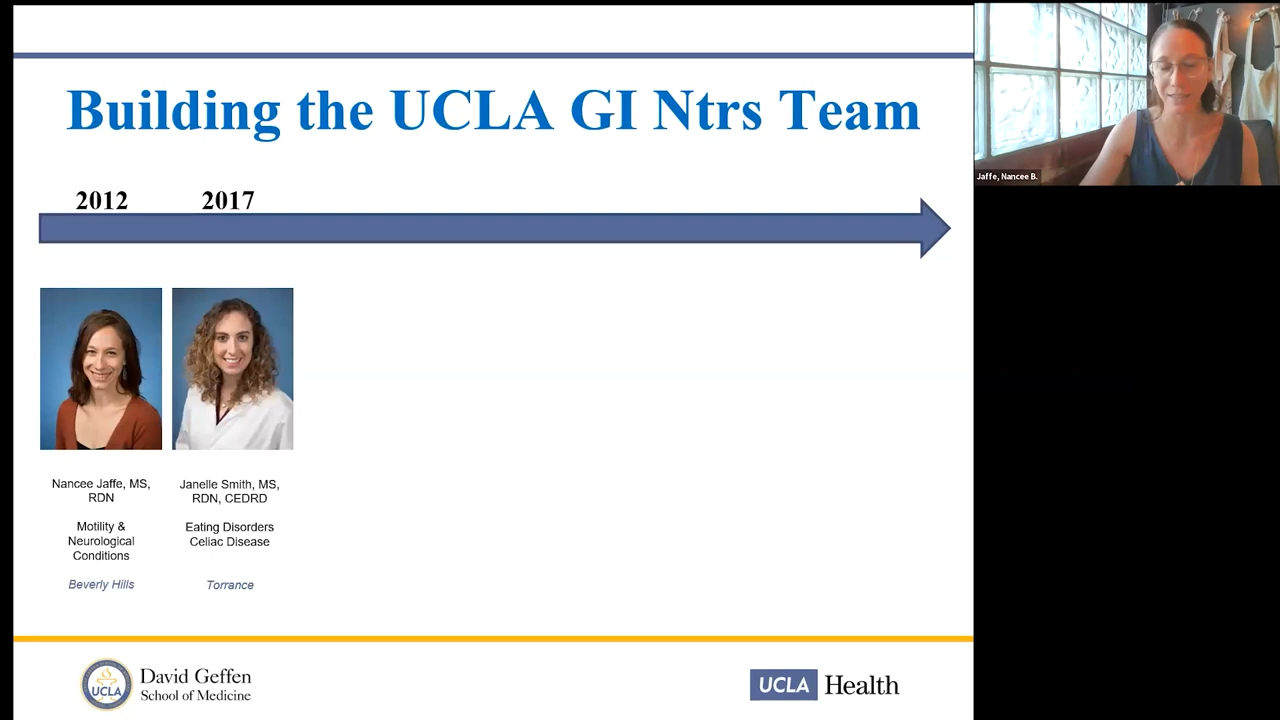 Building the UCLA GI Ntrs Team
Jaffe, Nancee B.
2012 2017
Nancee Jaffe, MS,
RDN
Motility &
Neurological
Conditions
Beverly Hills
Janelle Smith, MS,
RDN, CEDRD
Eating Disorders
Celiac Disease
Torrance
UCLA
David Geffen
School of Medicine
UCLA Health